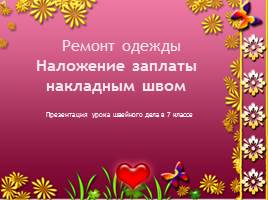 Ремонт одежды
Наложение заплаты
накладным швом
Презентация урока швейного дела в 7 классе